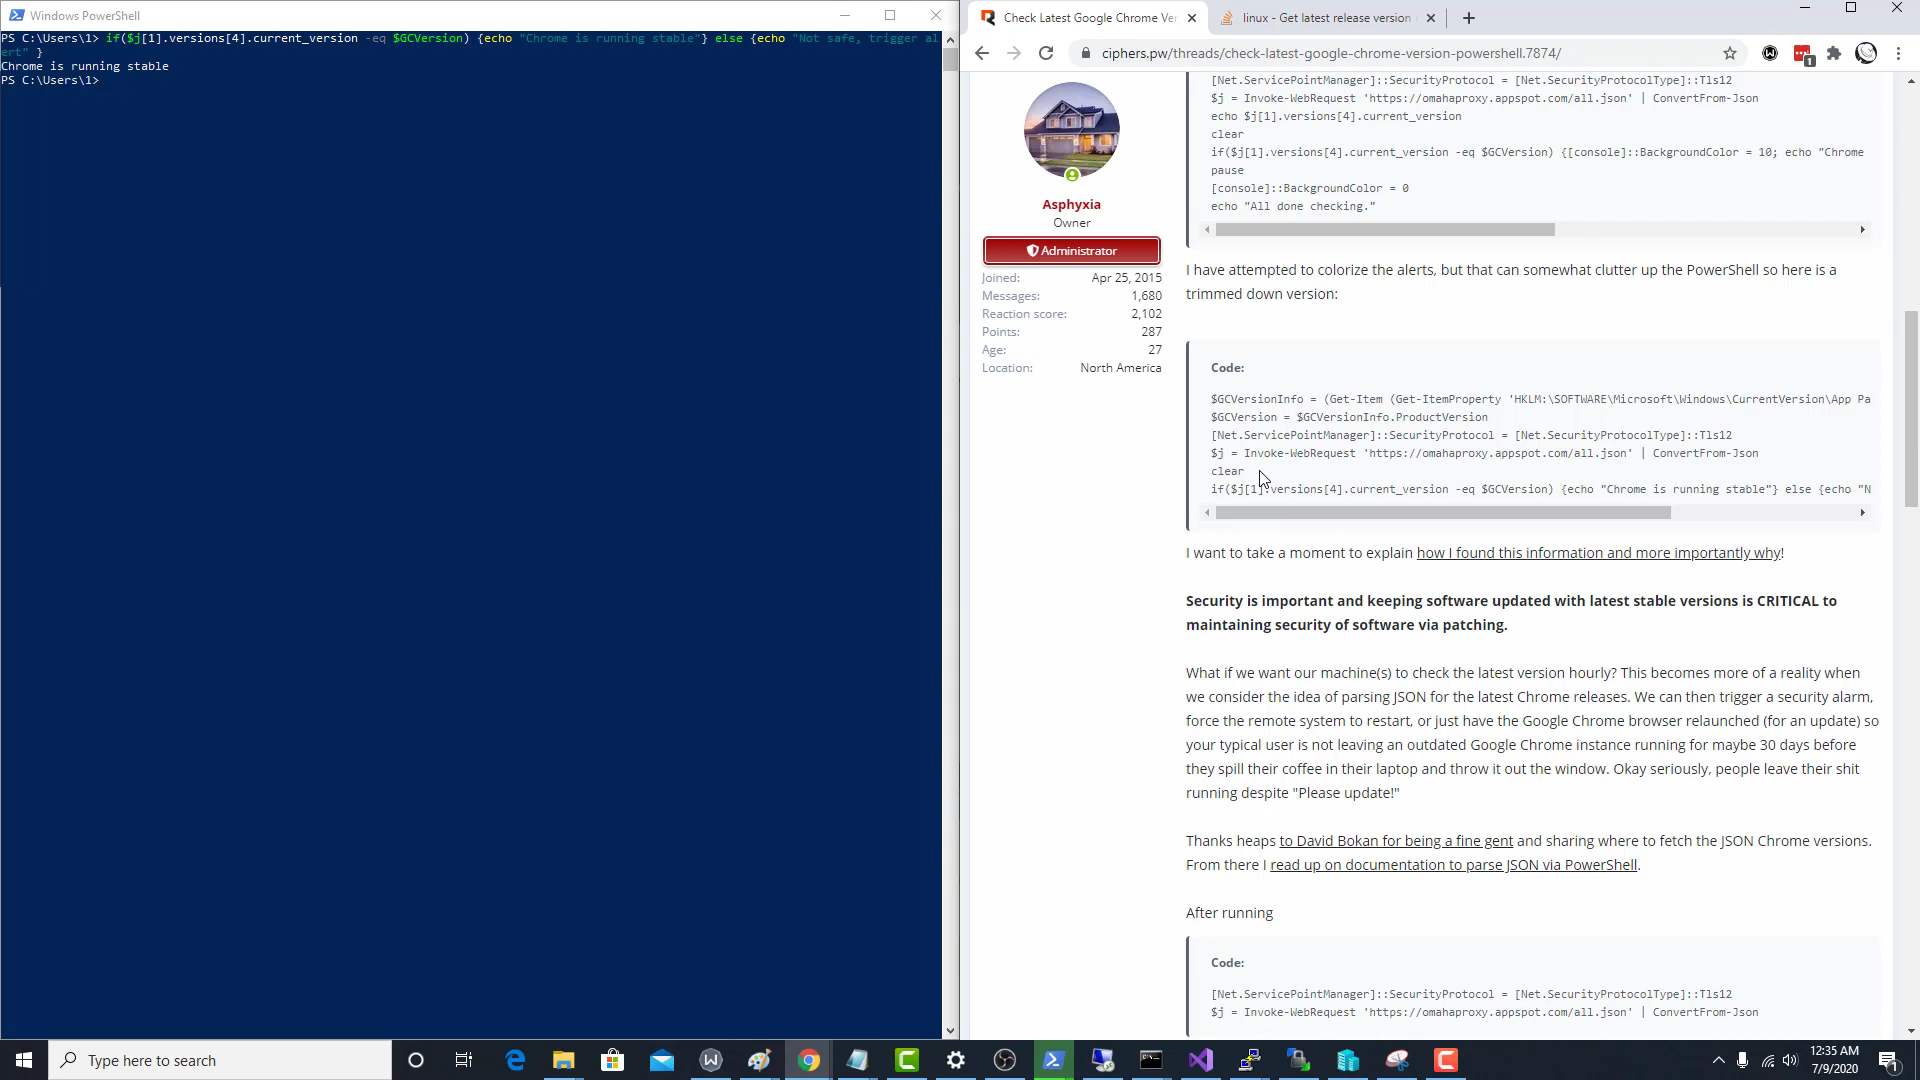 Windows PowerShell
PS C:\Users\1> if($j[1].versions[4].current_version -eq $GCVersion) {echo "Chrome is running stable"} else {echo "Not safe, trigger al
ert" }
Chrome is running stable
PS C:\Users\1>
Check Latest Google Chrome Ver
linux - Get latest release version
ciphers.pw/threads/check-latest-google-chrome-version-powershell.7874/
1
Asphyxia
Owner
Administrator
Joined: Apr 25, 2015
Messages: 1,680
Reaction score: 2,102
Points: 287
Age: 27
Location: North America
[Net.ServicePointManager]::SecurityProtocol = [Net.SecurityProtocolType]::Tls12
$j = Invoke-WebRequest 'https://omahaproxy.appspot.com/all.json' | ConvertFrom-Json
echo $j[1].versions[4].current_version
clear
if($j[1].versions[4].current_version -eq $GCVersion) {[console]::BackgroundColor = 10; echo "Chrome
pause
[console]::BackgroundColor = 0
echo "All done checking."
I have attempted to colorize the alerts, but that can somewhat clutter up the PowerShell so here is a
trimmed down version:
Code:
$GCVersionInfo = (Get-Item (Get-ItemProperty 'HKLM:\SOFTWARE\Microsoft\Windows\CurrentVersion\App Pa
$GCVersion = $GCVersionInfo.ProductVersion
[Net.ServicePointManager]::SecurityProtocol = [Net.SecurityProtocolType]::Tls12
$j = Invoke-WebRequest 'https://omahaproxy.appspot.com/all.json' | ConvertFrom-Json
clear
if($j[1].versions[4].current_version -eq $GCVersion) {echo "Chrome is running stable"} else {echo "N
I want to take a moment to explain how I found this information and more importantly why!
Security is important and keeping software updated with latest stable versions is CRITICAL to
maintaining security of software via patching.
What if we want our machine(s) to check the latest version hourly? This becomes more of a reality when
we consider the idea of parsing JSON for the latest Chrome releases. We can then trigger a security alarm,
force the remote system to restart, or just have the Google Chrome browser relaunched (for an update) so
your typical user is not leaving an outdated Google Chrome instance running for maybe 30 days before
they spill their coffee in their laptop and throw it out the window. Okay seriously, people leave their shit
running despite "Please update!"
Thanks heaps to David Bokan for being a fine gent and sharing where to fetch the JSON Chrome versions.
From there I read up on documentation to parse JSON via PowerShell.
After running
Code:
[Net.ServicePointManager]::SecurityProtocol = [Net.SecurityProtocolType]::Tls12
$j = Invoke-WebRequest 'https://omahaproxy.appspot.com/all.json' | ConvertFrom-Json
Type here to search
12:35 AM
7/9/2020
1